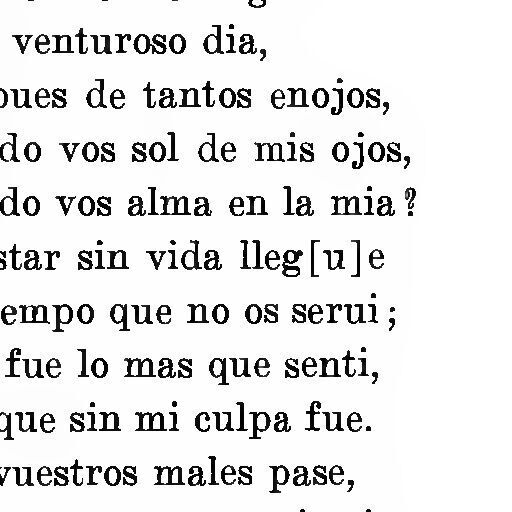 venturoso dia,
de tantos enojos,
do vos sol de mis ojos,
do vos alma en la mia?
sin vida lleg[u]e
empo que no os serui;
fue lo mas que senti,
que sin mi culpa fue.
vuestros males pase,